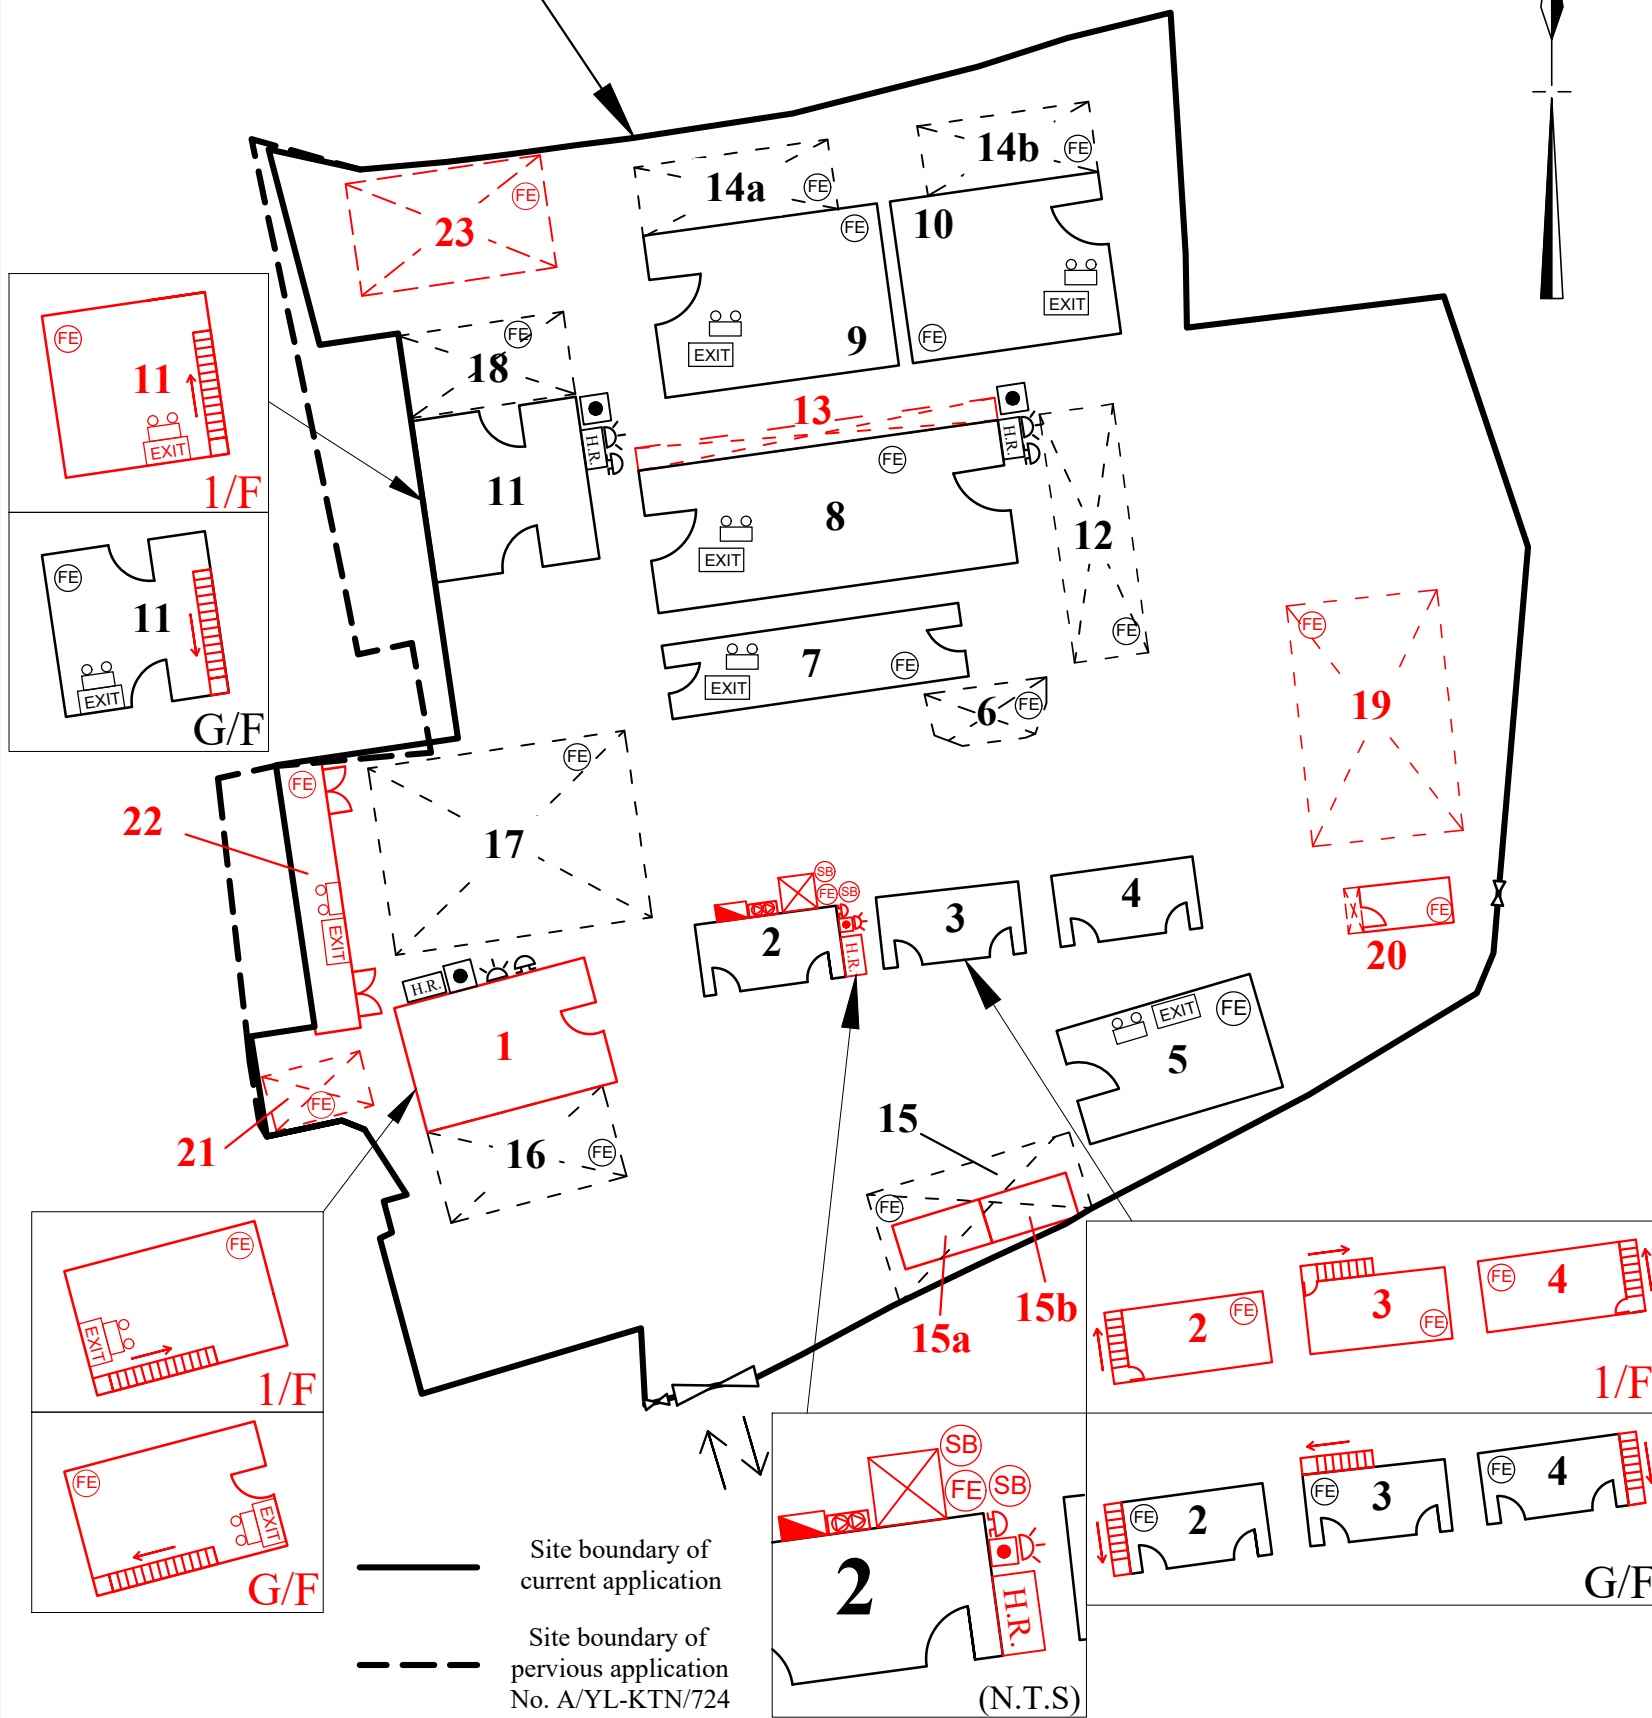 14b
FE
14a
FE
FE
23
10
FE
EXIT
FE
9
EXIT
FE
18
FE
11
EXIT
1/F
13
H.R.
H.R.
FE
11
8
12
EXIT
FE
FE
11
EXIT
G/F
7
EXIT
FE
6
FE
FE
19
FE
22
FE
17
EXIT
SB
FE
SB
2
H.R.
3
4
FE
20
H.R.
1
FE
EXIT
5
21
FE
16
FE
15
FE
15a
15b
FE
EXIT
1/F
FE
EXIT
G/F
2
FE
3
FE
FE
4
1/F
FE
2
FE
3
FE
4
G/F
SB
FE
SB
2
H.R.
(N.T.S)
Site boundary of
current application
Site boundary of
pervious application
No. A/YL-KTN/724